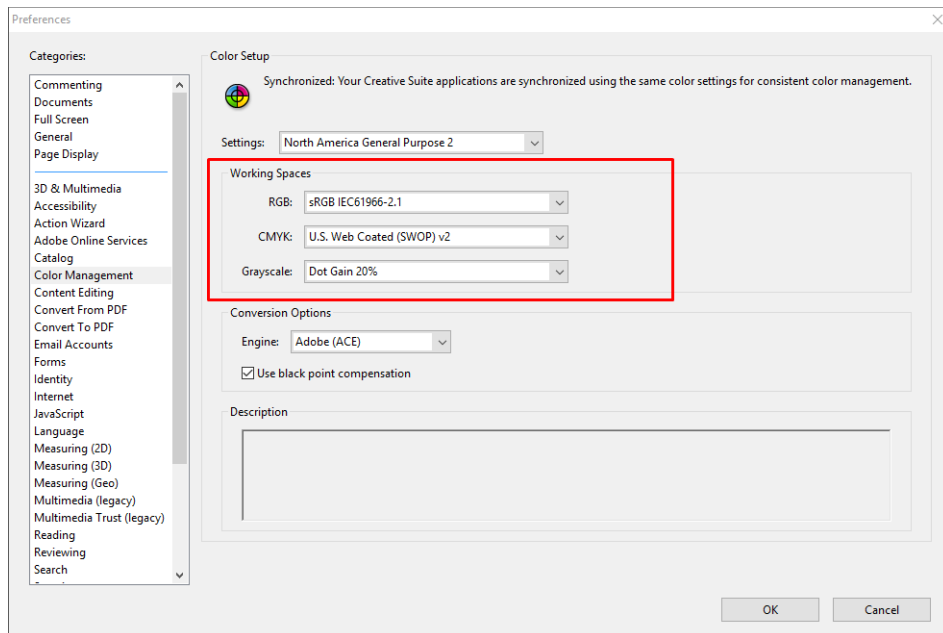 Preferences
Categories:
Commenting
Documents
Full Screen
General
Page Display
3D & Multimedia
Accessibility
Action Wizard
Adobe Online Services
Catalog
Color Management
Content Editing
Convert From PDF
Convert To PDF
Email Accounts
Forms
Identity
Internet
JavaScript
Language
Measuring (2D)
Measuring (3D)
Measuring (Geo)
Multimedia (legacy)
Multimedia Trust (legacy)
Reading
Reviewing
Search
Color Setup
Synchronized: Your Creative Suite applications are synchronized using the same color settings for consistent color management.
Settings: North America General Purpose 2
Working Spaces
RGB: sRGB IEC61966-2.1
CMYK: U.S. Web Coated (SWOP) v2
Grayscale: Dot Gain 20%
Conversion Options
Engine: Adobe (ACE)
Use black point compensation
Description
OK
Cancel